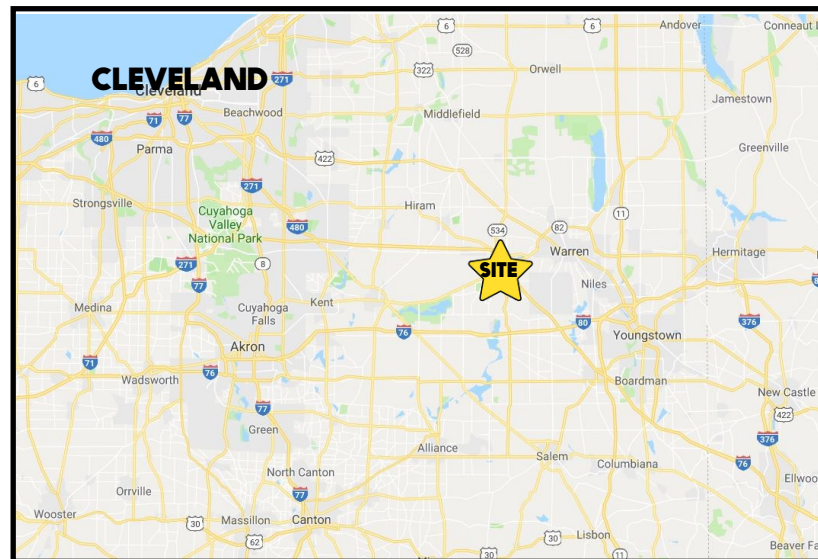 6
6
Andover
Conneaut L
528
CLEVELAND
Cleveland
271
322
Orwell
6
Jamestown
Beachwood
Middlefield
71
77
480
Parma
422
Greenville
271
Strongsville
Cuyahoga
Valley
National Park
Hiram
480
534
82
11
Warren
Hermitage
8
271
SITE
77
Niles
Medina
Cuyahoga
Falls
Kent
76
80
376
Youngstown
Akron
71
76
Wadsworth
Boardman
77
New Castle
422
Green
376
Alliance
Salem
Columbiana
76
North Canton
Ellwo
Orrville
77
Wooster
30
Massillon
Canton
62
30
Lisbon
30
11
Beaver Fa